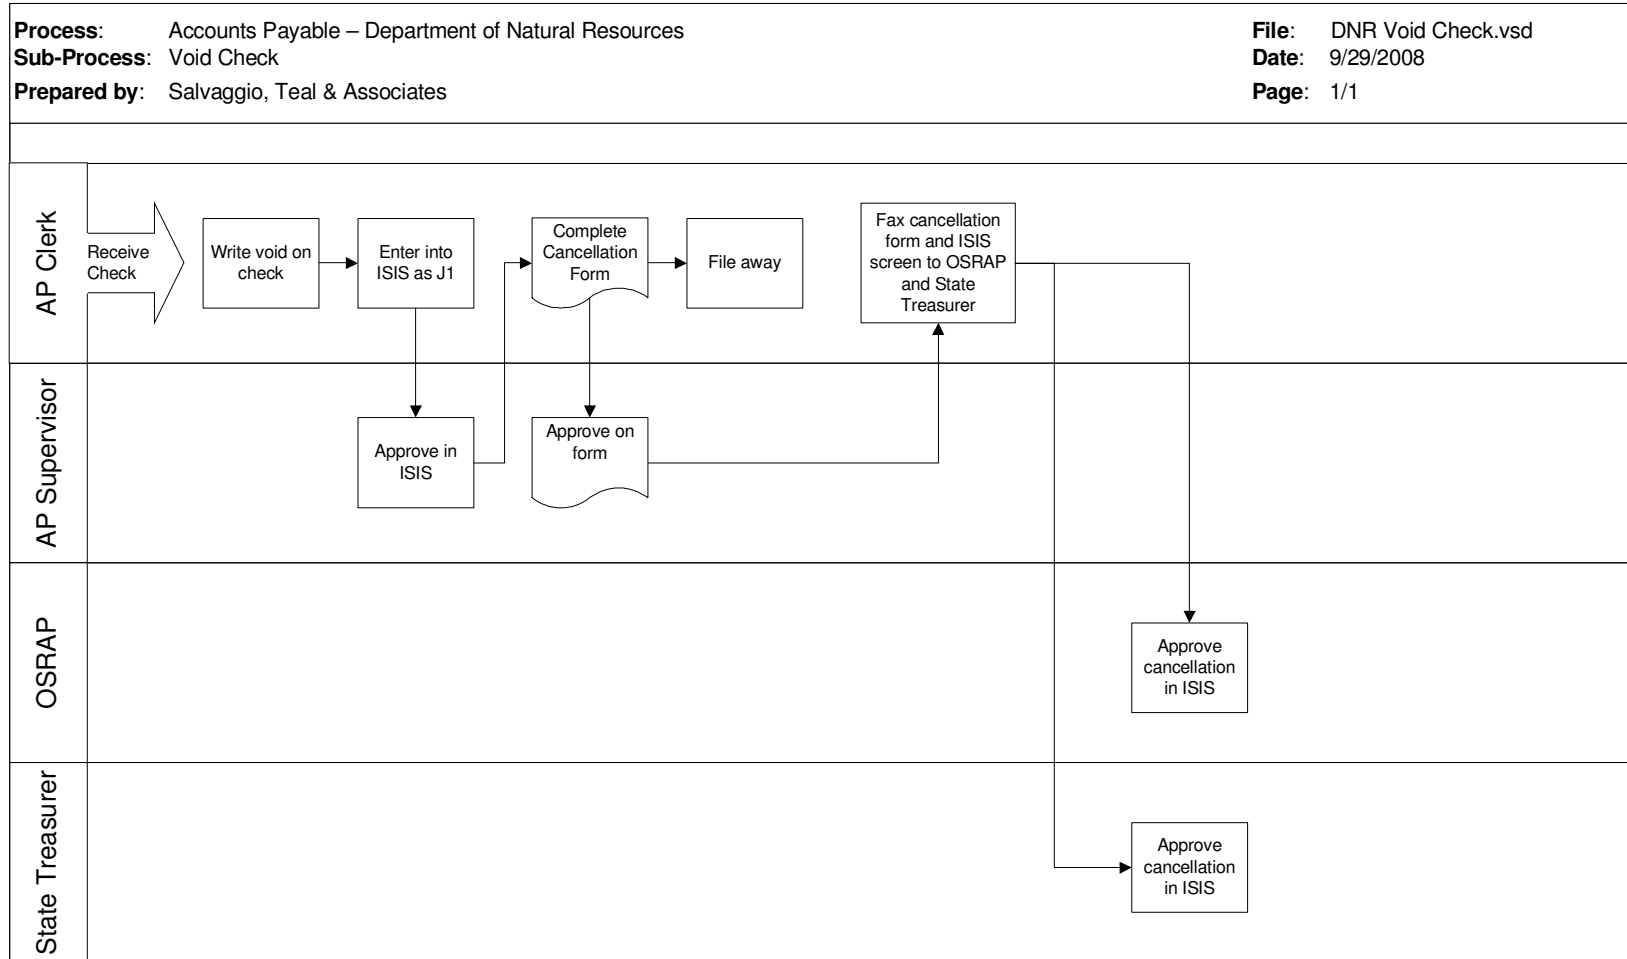 Process: Accounts Payable – Department of Natural Resources
Sub-Process: Void Check
Prepared by: Salvaggio, Teal & Associates
File: DNR Void Check.vsd
Date: 9/29/2008
Page: 1/1
AP Clerk
Receive
Check
Write void on
check
Enter into
ISIS as J1
Complete
Cancellation
Form
File away
Fax cancellation
form and ISIS
screen to OSRAP
and State
Treasurer
AP Supervisor
Approve in
ISIS
Approve on
form
OSRAP
Approve
cancellation
in ISIS
State Treasurer
Approve
cancellation
in ISIS